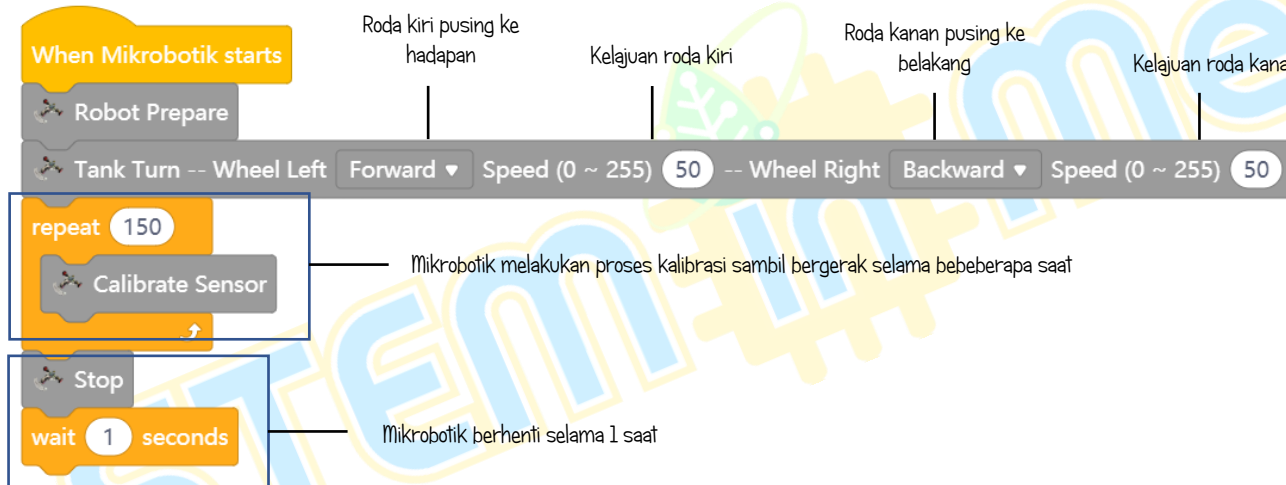 Roda kiri pusing ke
hadapan
Kelajuan roda kiri
Roda kanan pusing ke
belakang
Kelajuan roda kana
When Mikrobotik starts
Robot Prepare
Tank Turn -- Wheel Left Forward ▾ Speed (0 ~ 255) 50 -- Wheel Right Backward ▾ Speed (0 ~ 255) 50
repeat 150
Calibrate Sensor
Mikrobotik melakukan proses kalibrasi sambil bergerak selama bebeberapa saat
Stop
wait 1 seconds
Mikrobotik berhenti selama 1 saat
STEM in me